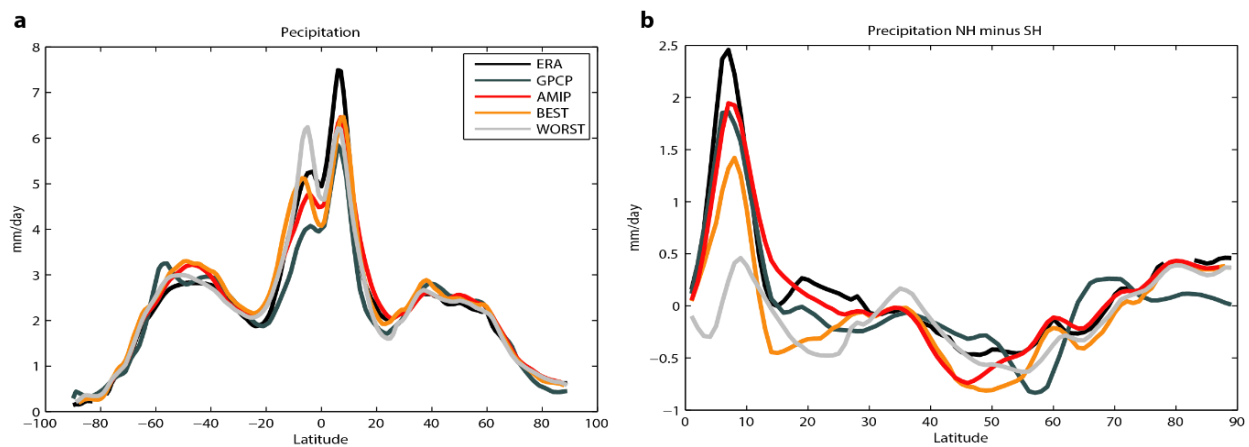 a
Pecipitation
8
7
6
5
4
3
2
1
0
mm/day
−100 −80 −60 −40 −20 0 20 40 60 80 100
Latitude
ERA
GPCP
AMIP
BEST
WORST
b
Precipitation NH minus SH
2.5
2
1.5
1
0.5
0
−0.5
−1
mm/day
0 10 20 30 40 50 60 70 80 90
Latitude